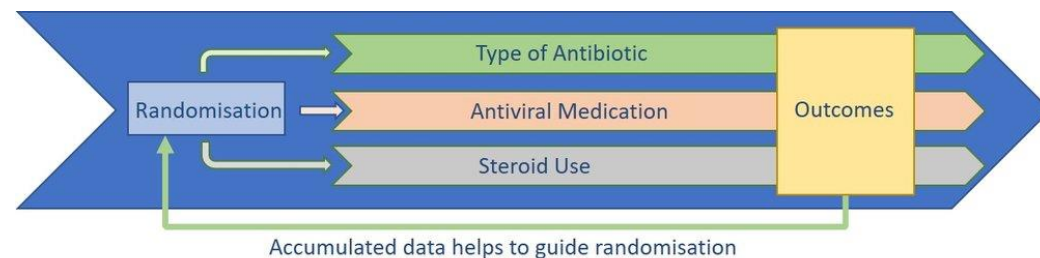 Type of Antibiotic
Randomisation
Antiviral Medication
Outcomes
Steroid Use
Accumulated data helps to guide randomisation